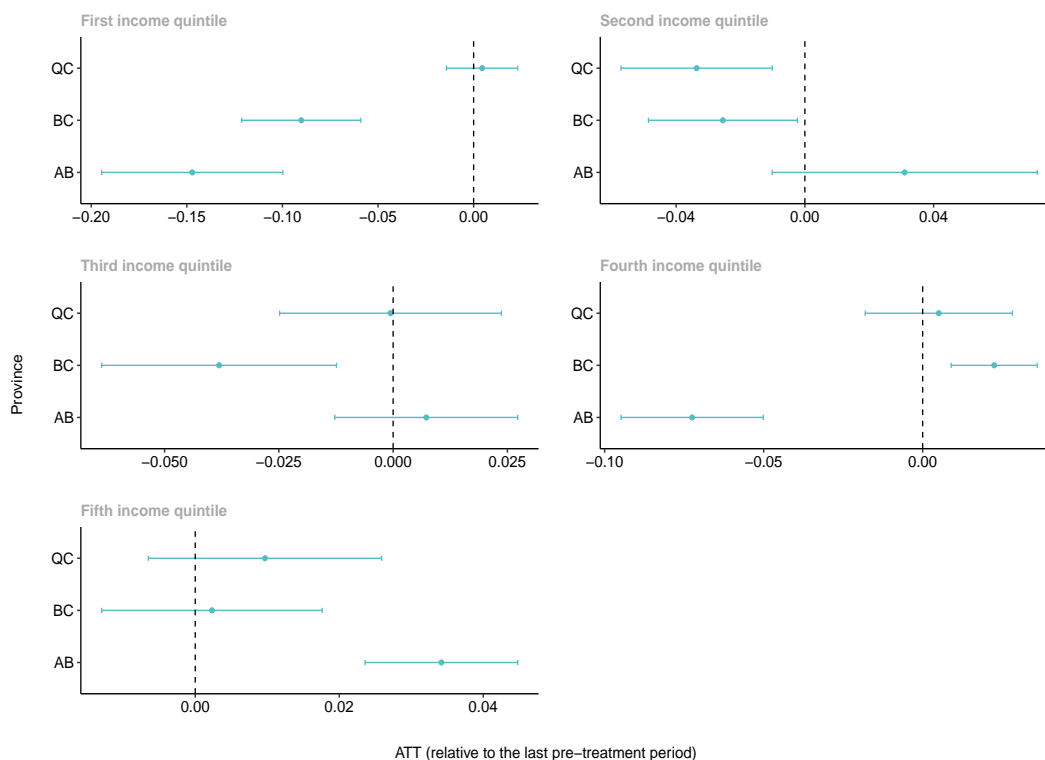 First income quintile
QC
BC
AB
−0.20 −0.15 −0.10 −0.05 0.00
Second income quintile
QC
BC
AB
−0.04 0.00 0.04
Third income quintile
QC
BC
AB
−0.050 −0.025 0.000 0.025
Fourth income quintile
QC
BC
AB
−0.10 −0.05 0.00
Fifth income quintile
QC
BC
AB
0.00 0.02 0.04
Province
ATT (relative to the last pre−treatment period)